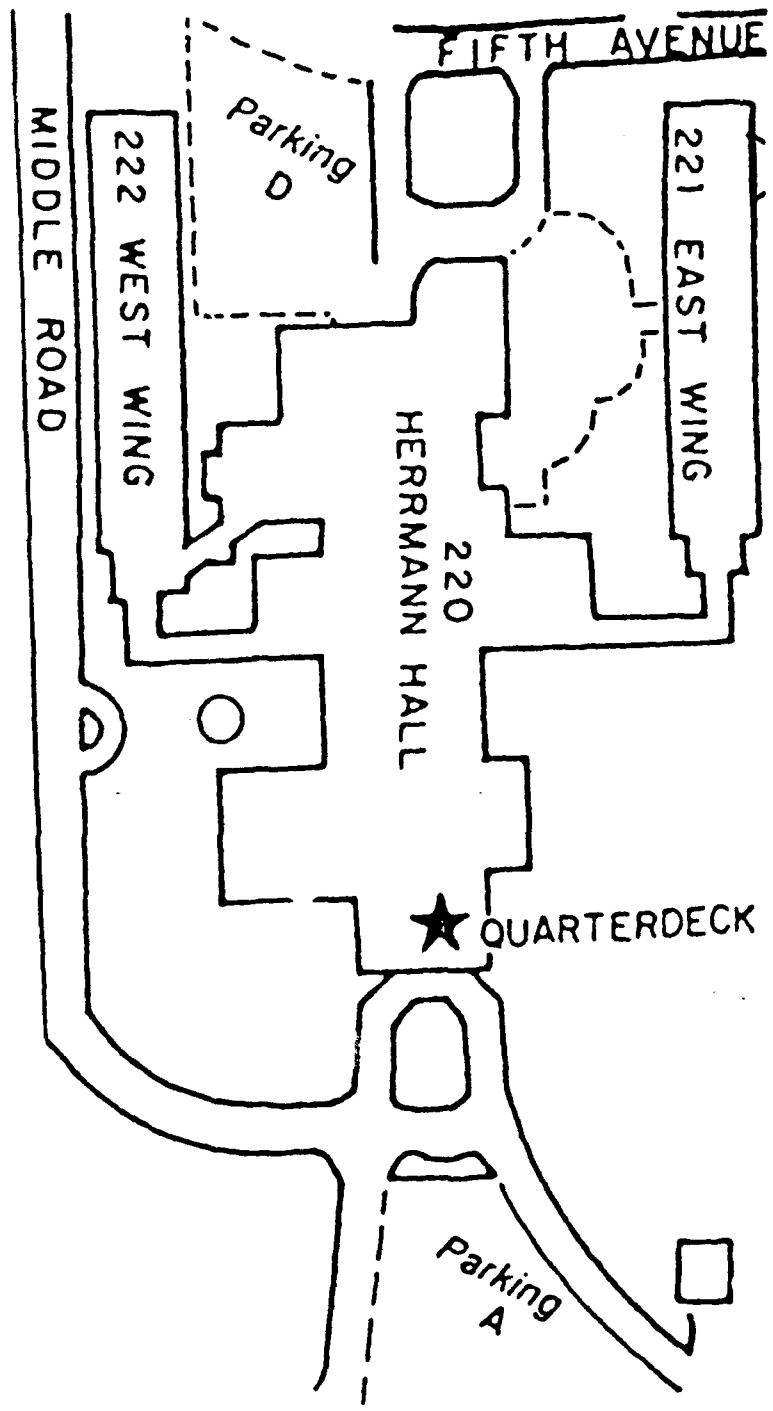 FIFTH AVENUE
Parking
D
MIDDLE ROAD
222 WEST WING
221 EAST WING
220
HERRMANN HALL
QUARTERDECK
Parking
A